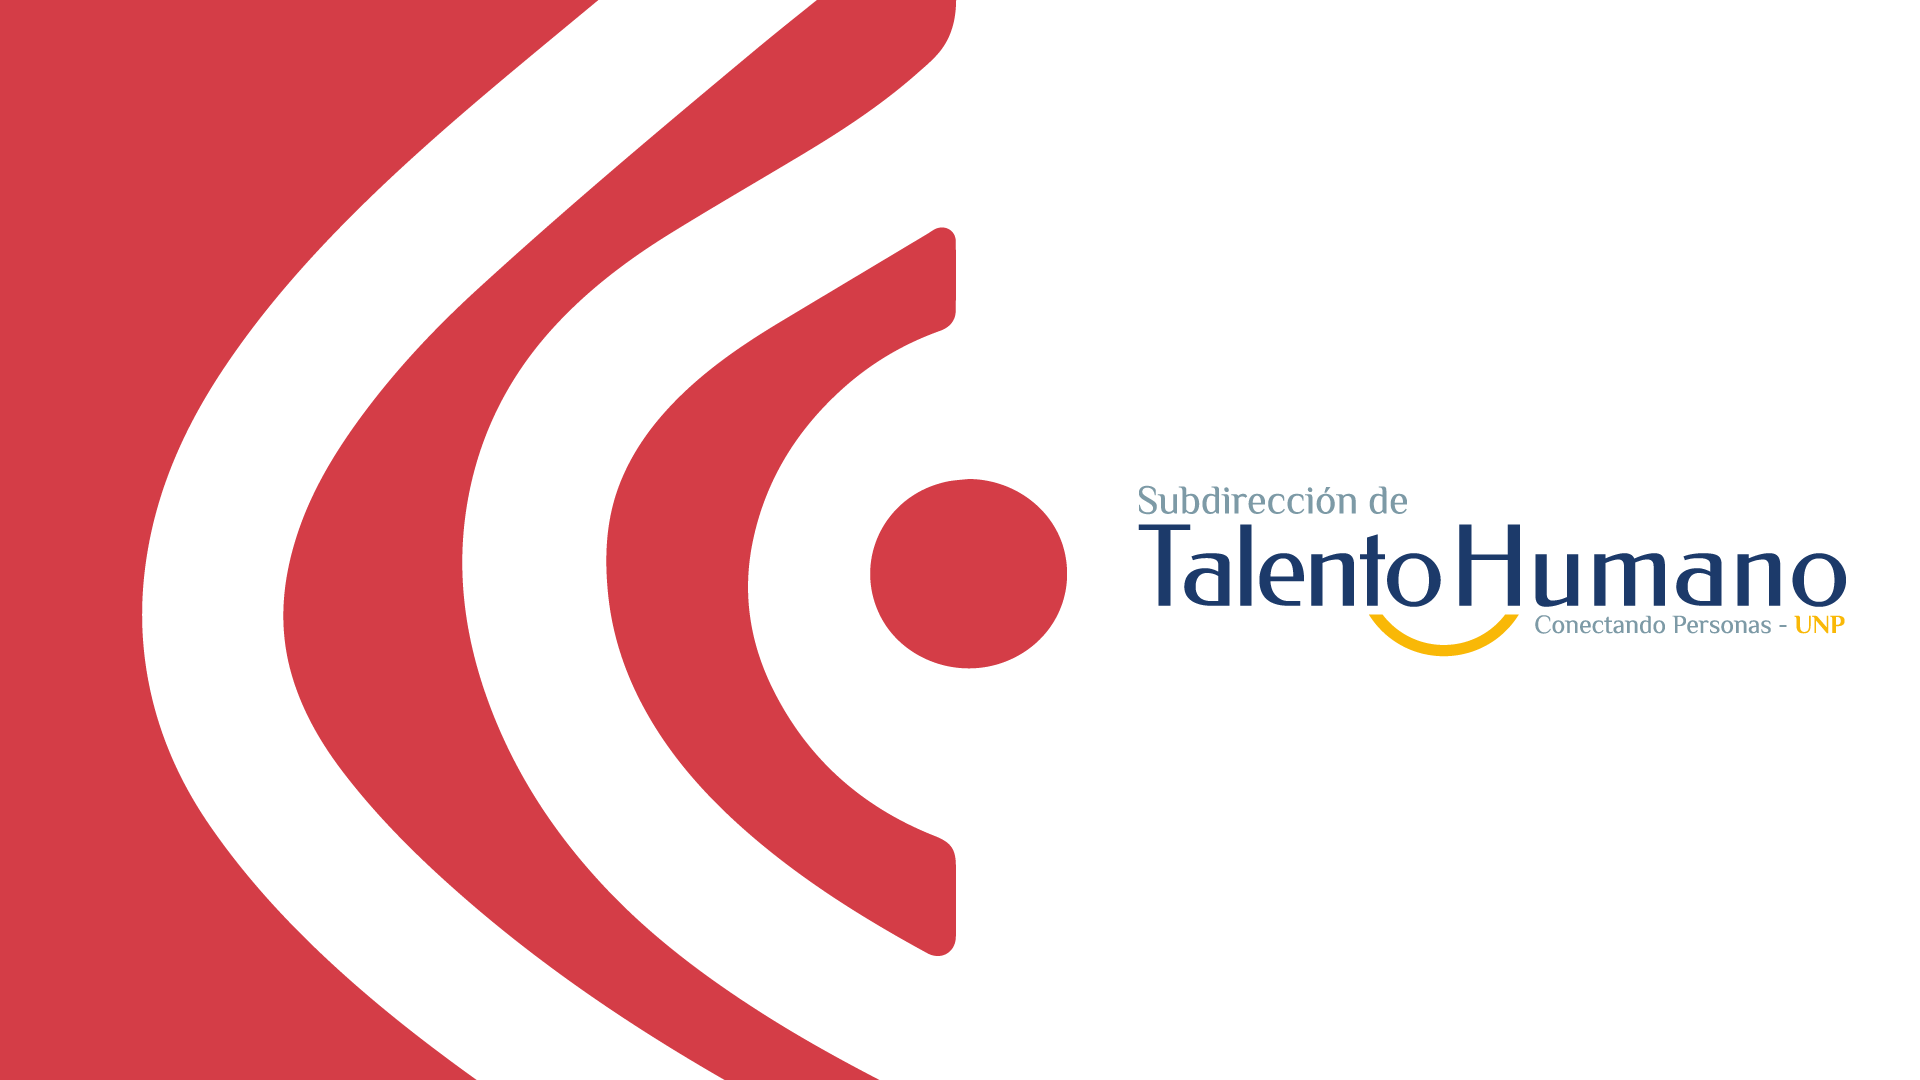 Subdirección de
Talento Humano
Conectando Personas - UNP